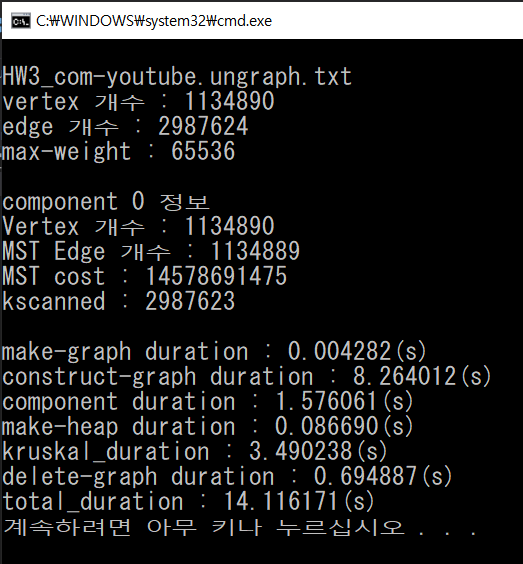 C:\WINDOWS\system32\cmd.exe
HW3_com-youtube.ungraph.txt
vertex 개수 : 1134890
edge 개수 : 2987624
max-weight : 65536
component 0 정보
Vertex 개수 : 1134890
MST Edge 개수 : 1134889
MST cost : 14578691475
kscanned : 2987623
make-graph duration : 0.004282(s)
construct-graph duration : 8.264012(s)
component duration : 1.576061(s)
make-heap duration : 0.086690(s)
kruskal_duration : 3.490238(s)
delete-graph duration : 0.694887(s)
total_duration : 14.116171(s)
계속하려면 아무 키나 누르십시오 . . .